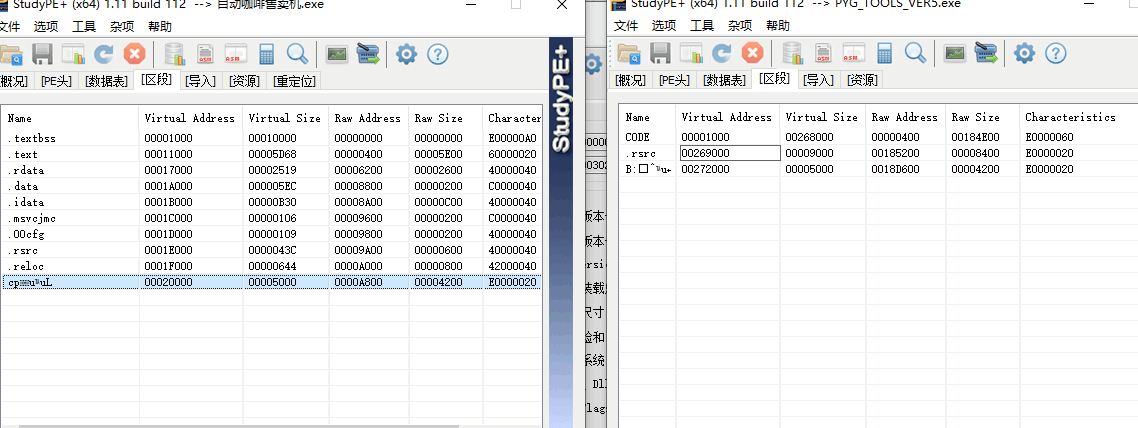 StudyPE+ (x64) 1.11 build 112 --> 自动咖啡售卖机.exe
文件 选项 工具 杂项 帮助
[概况] [PE头] [数据表] [区段] [导入] [资源] [重定位]
Name Virtual Address Virtual Size Raw Address Raw Size Character
.textbss 00001000 00010000 00000000 00000000 E00000A0
.text 00011000 00005D68 00000400 00005E00 60000020
.rdata 00017000 00002519 00006200 00002600 40000040
.data 0001A000 000005EC 00008800 00000200 C0000040
.idata 0001B000 00000B30 00008A00 00000C00 40000040
.msvcjmc 0001C000 00000106 00009600 00000200 C0000040
.00cfg 0001D000 00000109 00009800 00000200 40000040
.rsrc 0001E000 0000043C 00009A00 00000600 40000040
.reloc 0001F000 00000644 0000A000 00000800 42000040
00020000 00005000 0000A800 00004200 E0000020
StudyPE+
版本
版本
ersi
装载
尺寸
验和
系统
Dl
lag
StudyPE+ (x64) 1.11 build 112 --> PYG_TOOLS_VER5.exe
文件 选项 工具 杂项 帮助
[概况] [PE头] [数据表] [区段] [导入] [资源]
Name Virtual Address Virtual Size Raw Address Raw Size Characteristics
CODE 00001000 00268000 00000400 00184E00 E0000060
.rsrc 00269000 00009000 00185200 00008400 E0000020
00272000 00005000 0018D600 00004200 E0000020